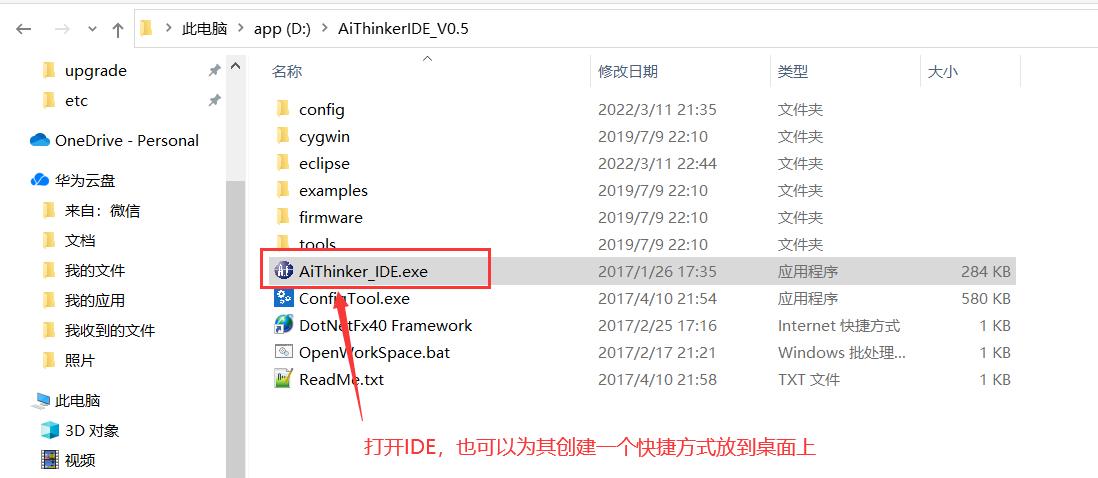 此电脑 app (D:) AiThinkerIDE_V0.5
upgrade
etc
OneDrive - Personal
华为云盘
来自：微信
文档
我的文件
我的应用
我收到的文件
照片
此电脑
3D 对象
视频
名称 修改日期 类型 大小
config 2022/3/11 21:35 文件夹
cygwin 2019/7/9 22:10 文件夹
eclipse 2022/3/11 22:44 文件夹
examples 2019/7/9 22:10 文件夹
firmware 2019/7/9 22:10 文件夹
tools 2019/7/9 22:10 文件夹
AiThinker_IDE.exe 2017/1/26 17:35 应用程序 284 KB
ConfigTool.exe 2017/4/10 21:54 应用程序 580 KB
DotNetFx40 Framework 2017/2/25 17:16 Internet 快捷方式 1 KB
OpenWorkSpace.bat 2017/2/17 21:21 Windows 批处理... 1 KB
ReadMe.txt 2017/4/10 21:58 TXT 文件 1 KB
打开IDE，也可以为其创建一个快捷方式放到桌面上